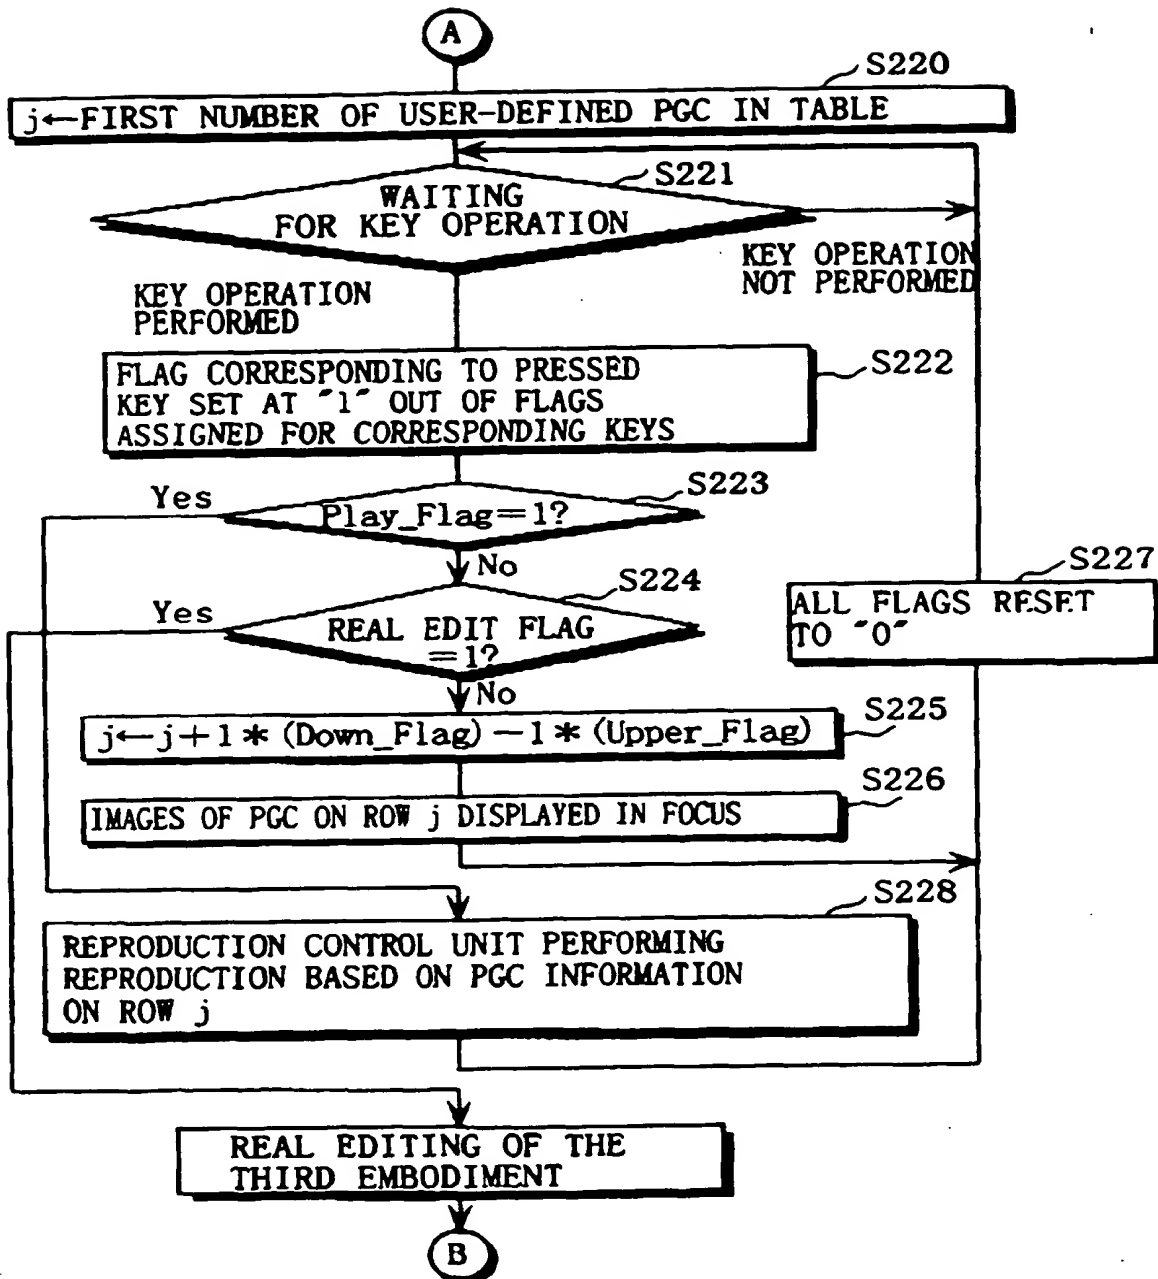 A
S220
j←FIRST NUMBER OF USER-DEFINED PGC IN TABLE
S221
WAITING
FOR KEY OPERATION
KEY OPERATION
NOT PERFORMED
KEY OPERATION
PERFORMED
S222
FLAG CORRESPONDING TO PRESSED
KEY SET AT "1" OUT OF FLAGS
ASSIGNED FOR CORRESPONDING KEYS
S223
Yes
Play_Flag=1?
No
S224
Yes
REAL EDIT FLAG
=1?
No
S227
ALL FLAGS RESET
TO "0"
S225
j←j+1*(Down_Flag)-1*(Upper_Flag)
S226
IMAGES OF PGC ON ROW j DISPLAYED IN FOCUS
S228
REPRODUCTION CONTROL UNIT PERFORMING
REPRODUCTION BASED ON PGC INFORMATION
ON ROW j
REAL EDITING OF THE
THIRD EMBODIMENT
B